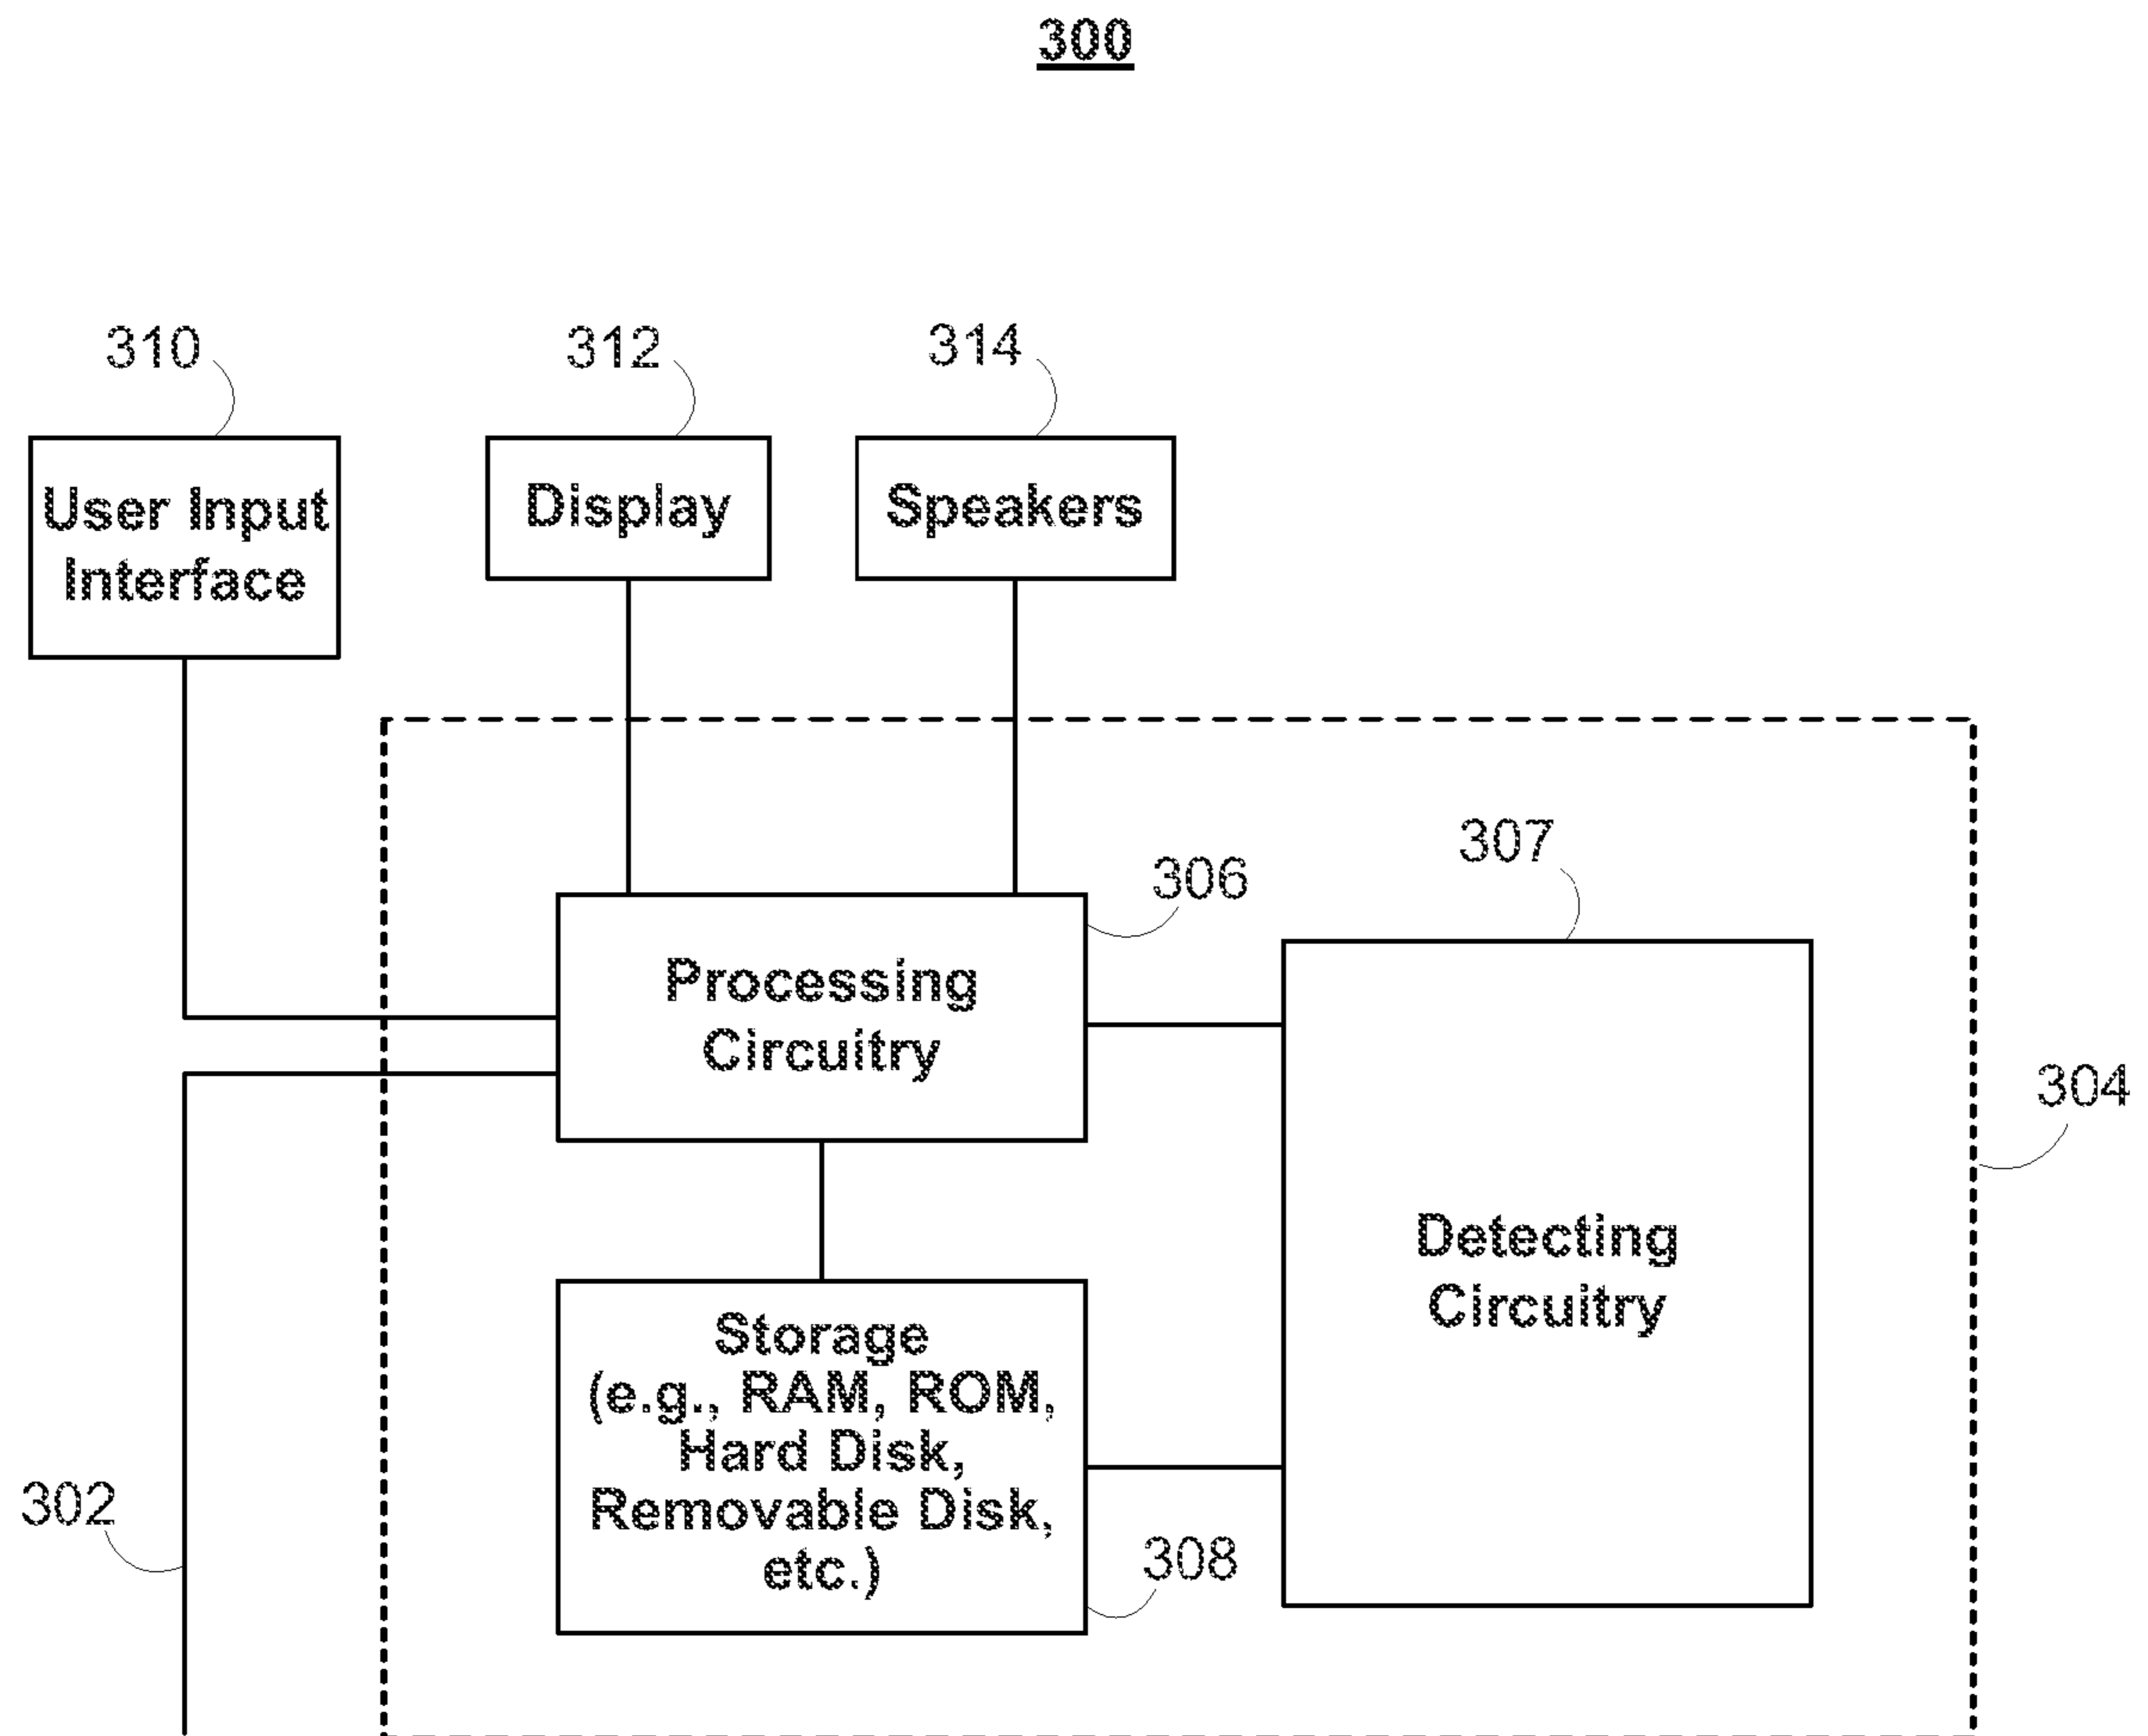 300
310
312
314
User Input
Interface
Display
Speakers
307
306
Processing
Circuitry
304
Detecting
Circuitry
Storage
(e.g., RAM, ROM,
Hard Disk,
Removable Disk,
etc.)
302
308